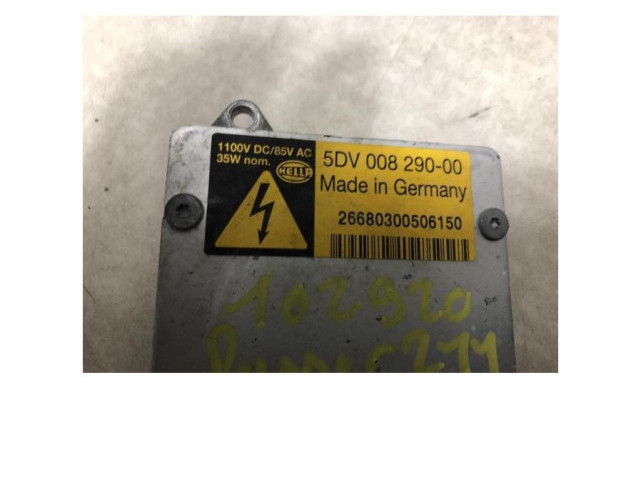 1100V DC/85V AC
35W nom.
HELLA
5DV 008 290-00
Made in Germany
26680300506150
102920